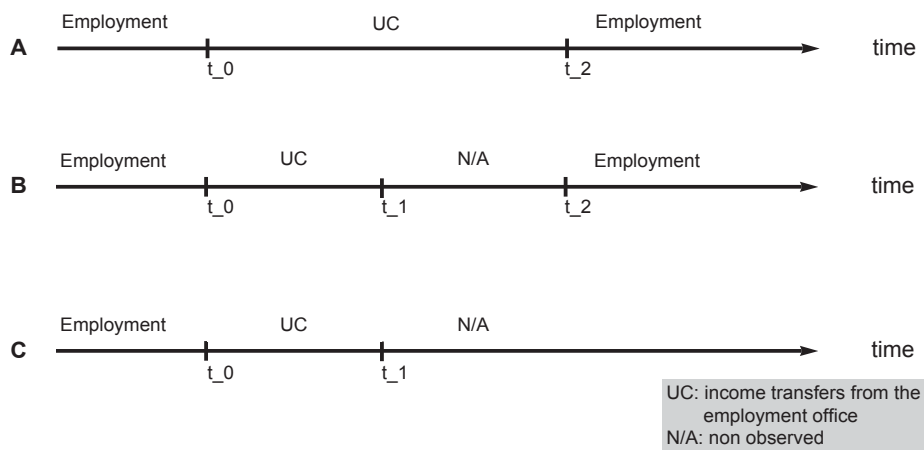 Employment UC Employment
A time
t_0 t_2
Employment UC N/A Employment
B time
t_0 t_1 t_2
Employment UC N/A
C time
t_0 t_1
UC: income transfers from the
employment office
N/A: non observed